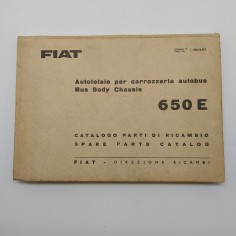 FIAT
Autotelaio per carrozzeria autobus
Bus Body Chassis
650 E
CATALOGO PARTI DI RICAMBIO
SPARE PARTS CATALOG
FIAT - DIREZIONE RICAMBI